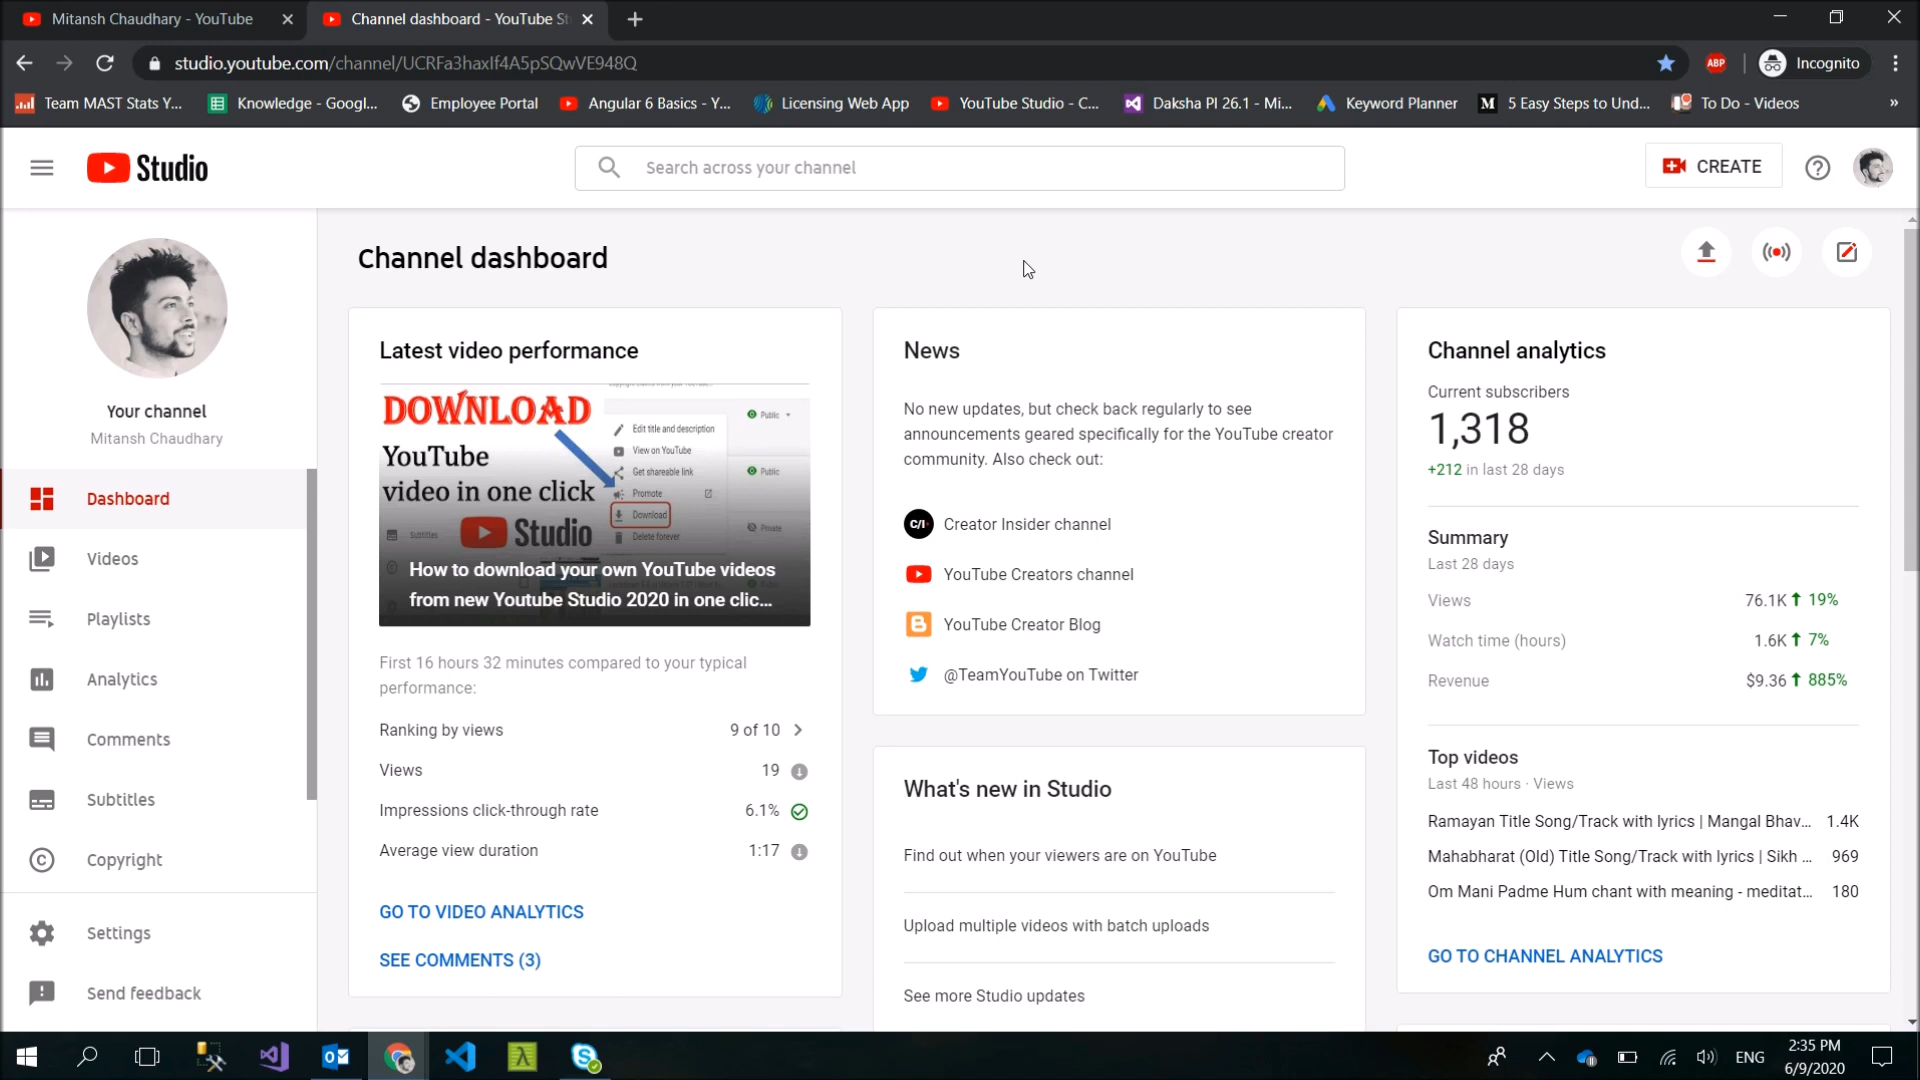 Mitansh Chaudhary - YouTube
Channel dashboard - YouTube St
studio.youtube.com/channel/UCRFa3haxIf4A5pSQwVE948Q
ABP
Incognito
Team MAST Stats Y...
Knowledge - Googl...
Employee Portal
Angular 6 Basics - Y...
Licensing Web App
YouTube Studio - C...
Daksha PI 26.1 - Mi...
Keyword Planner
M
5 Easy Steps to Und...
To Do - Videos
»
Studio
Search across your channel
CREATE
Your channel
Mitansh Chaudhary
Dashboard
Videos
Playlists
Analytics
Comments
Subtitles
Copyright
Settings
Send feedback
Channel dashboard
Latest video performance
DOWNLOAD
YouTube
video in one click
Studio
Edit title and description
View on YouTube
Get shareable link
Promote
Download
Delete forever
Public
Public
Private
Subtitles
How to download your own YouTube videos
from new Youtube Studio 2020 in one clic...
First 16 hours 32 minutes compared to your typical
performance:
Ranking by views 9 of 10
Views 19
Impressions click-through rate 6.1%
Average view duration 1:17
GO TO VIDEO ANALYTICS
SEE COMMENTS (3)
News
No new updates, but check back regularly to see
announcements geared specifically for the YouTube creator
community. Also check out:
C/I
Creator Insider channel
YouTube Creators channel
YouTube Creator Blog
@TeamYouTube on Twitter
What's new in Studio
Find out when your viewers are on YouTube
Upload multiple videos with batch uploads
See more Studio updates
Channel analytics
Current subscribers
1,318
+212 in last 28 days
Summary
Last 28 days
Views 76.1K 19%
Watch time (hours) 1.6K 7%
Revenue $9.36 885%
Top videos
Last 48 hours · Views
Ramayan Title Song/Track with lyrics | Mangal Bhav... 1.4K
Mahabharat (Old) Title Song/Track with lyrics | Sikh ... 969
Om Mani Padme Hum chant with meaning - meditat... 180
GO TO CHANNEL ANALYTICS
ENG
2:35 PM
6/9/2020